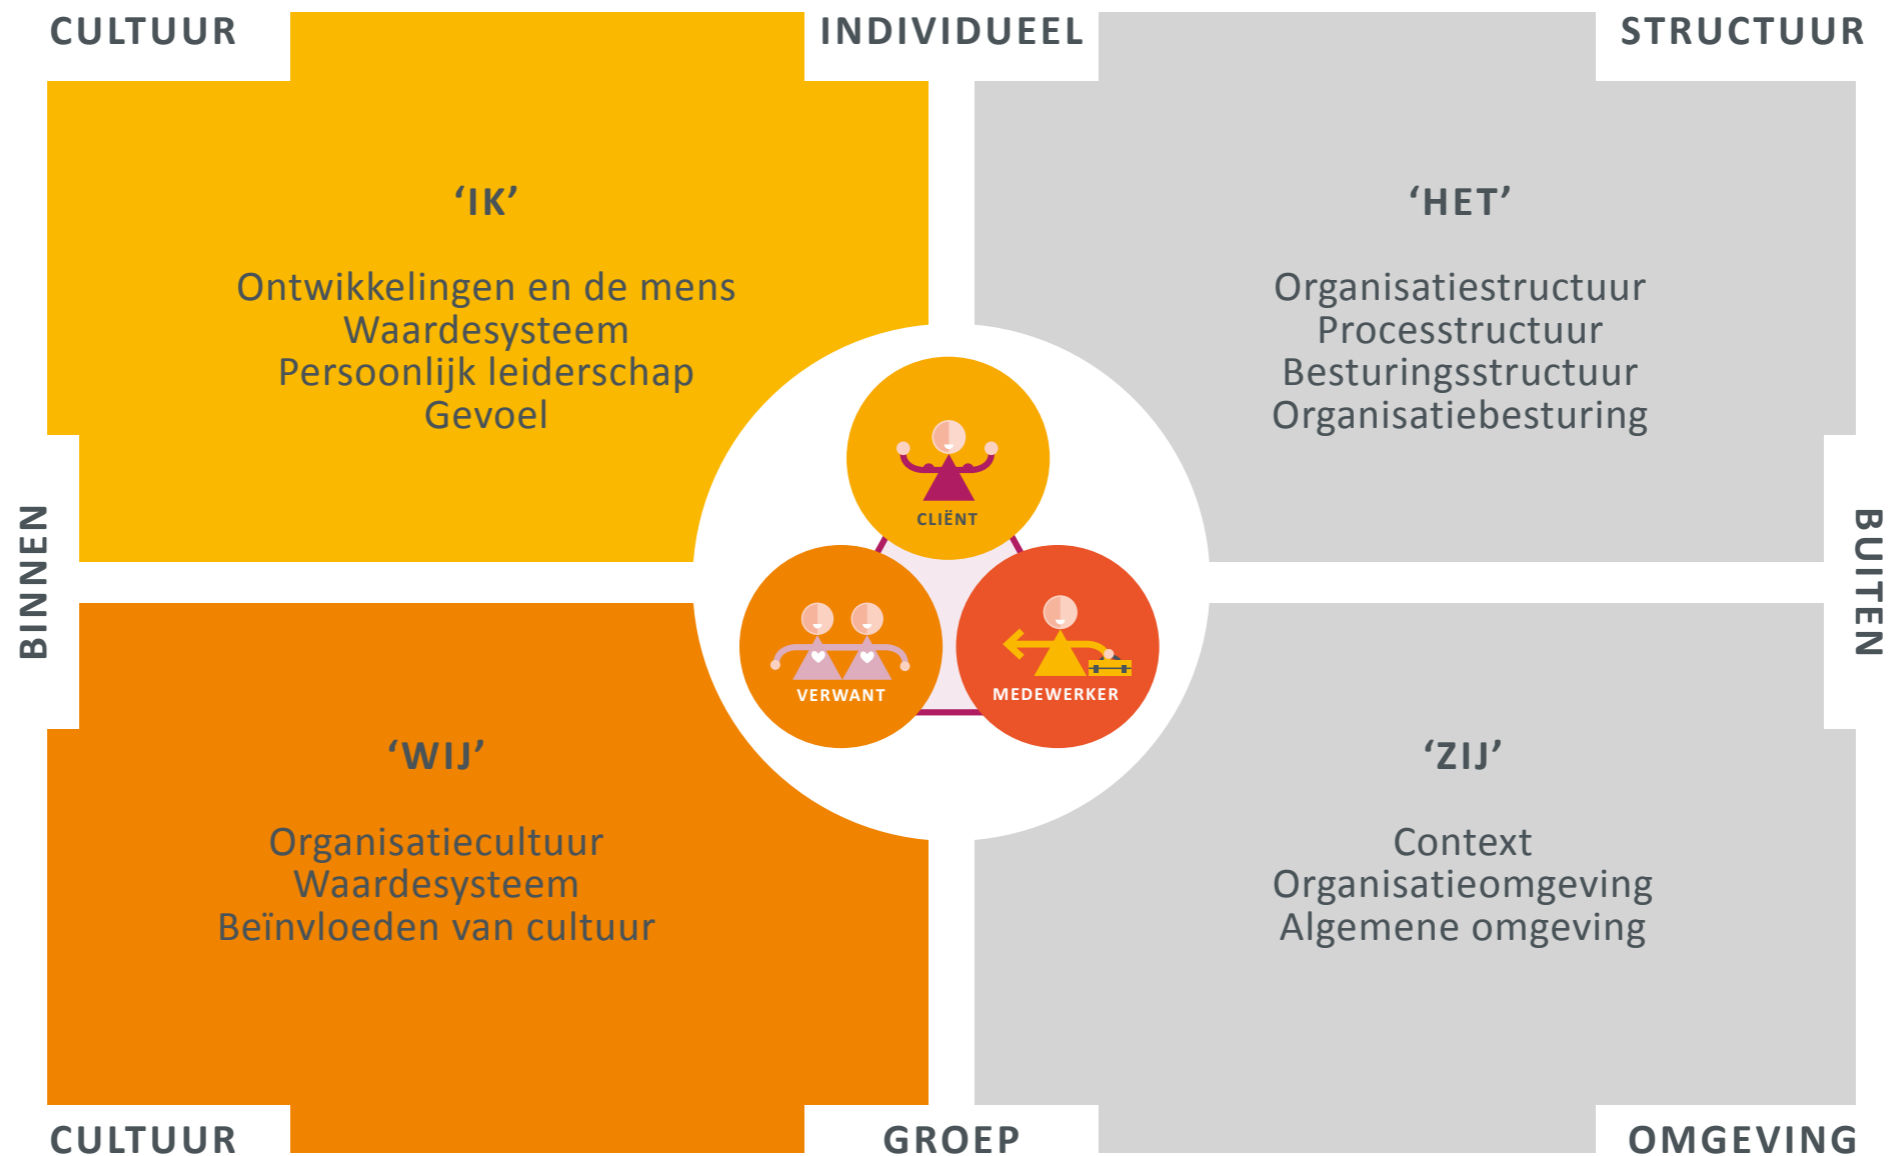 CULTUUR
INDIVIDUEEL
STRUCTUUR
‘IK’
Ontwikkelingen en de mens
Waardesysteem
Persoonlijk leiderschap
Gevoel
‘HET’
Organisatiestructuur
Processtructuur
Besturingsstructuur
Organisatiebesturing
BINNEN
CLIËNT
VERWANT
MEDEWERKER
BUITEN
‘WIJ’
Organisatiecultuur
Waardesysteem
Beïnvloeden van cultuur
‘ZIJ’
Context
Organisatieomgeving
Algemene omgeving
CULTUUR
GROEP
OMGEVING